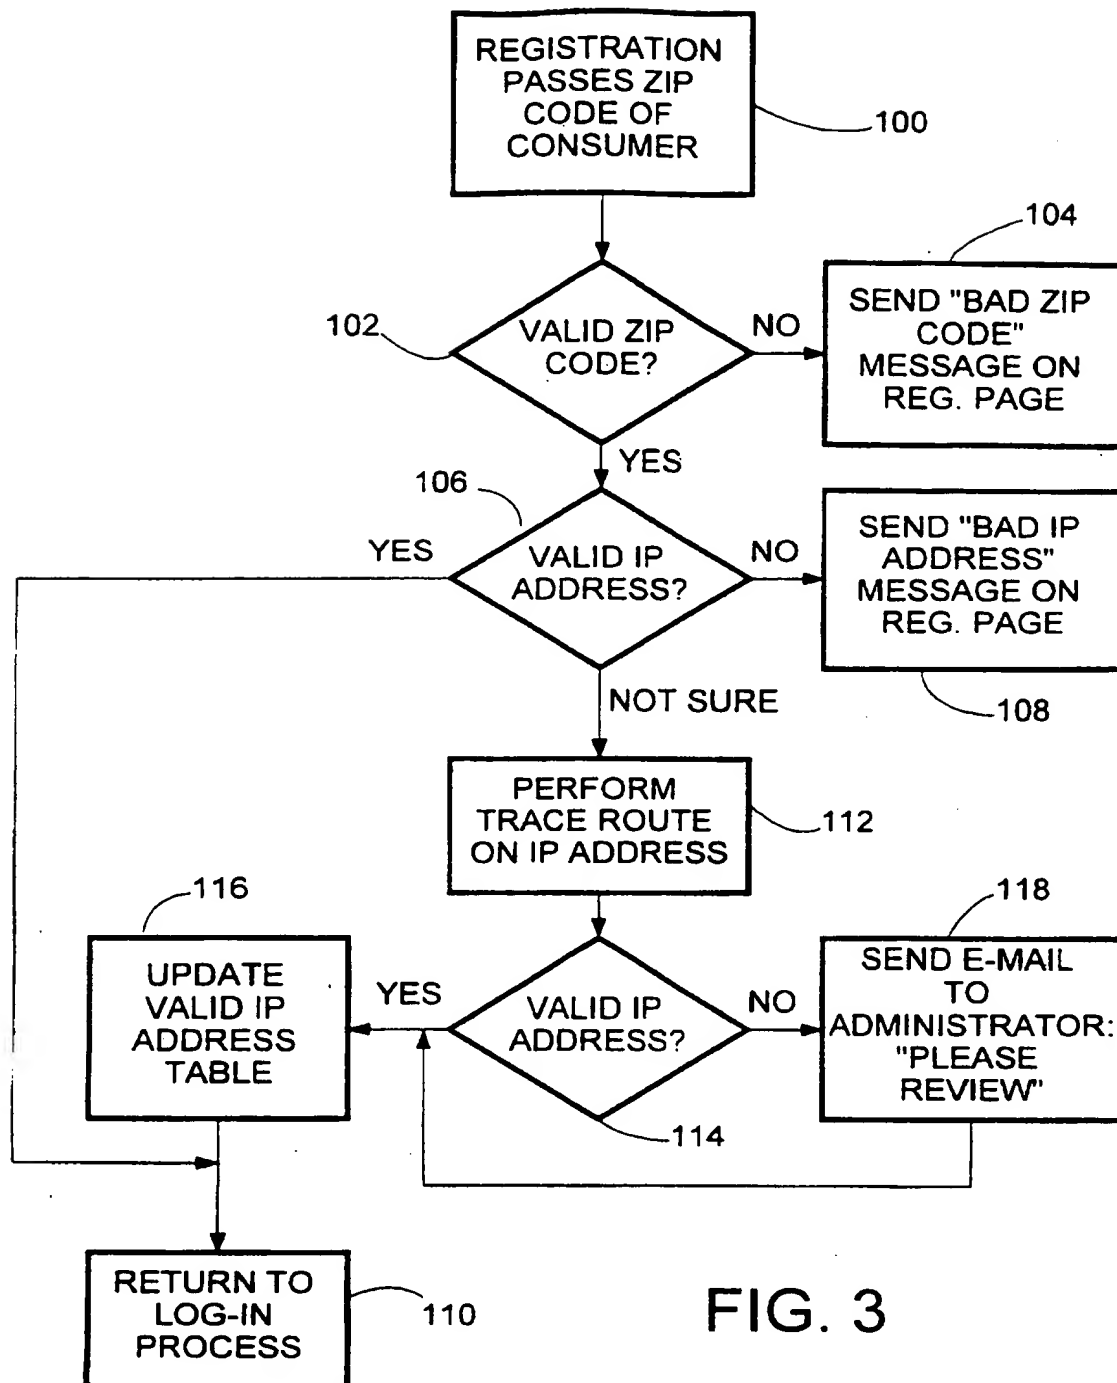 REGISTRATION
PASSES ZIP
CODE OF
CONSUMER
100
104
102
VALID ZIP
CODE?
NO
SEND "BAD ZIP
CODE"
MESSAGE ON
REG. PAGE
YES
106
YES
VALID IP
ADDRESS?
NO
SEND "BAD IP
ADDRESS"
MESSAGE ON
REG. PAGE
NOT SURE
108
PERFORM
TRACE ROUTE
ON IP ADDRESS
112
116
118
UPDATE
VALID IP
ADDRESS
TABLE
YES
VALID IP
ADDRESS?
NO
SEND E-MAIL
TO
ADMINISTRATOR:
"PLEASE
REVIEW"
114
RETURN TO
LOG-IN
PROCESS
110
FIG. 3